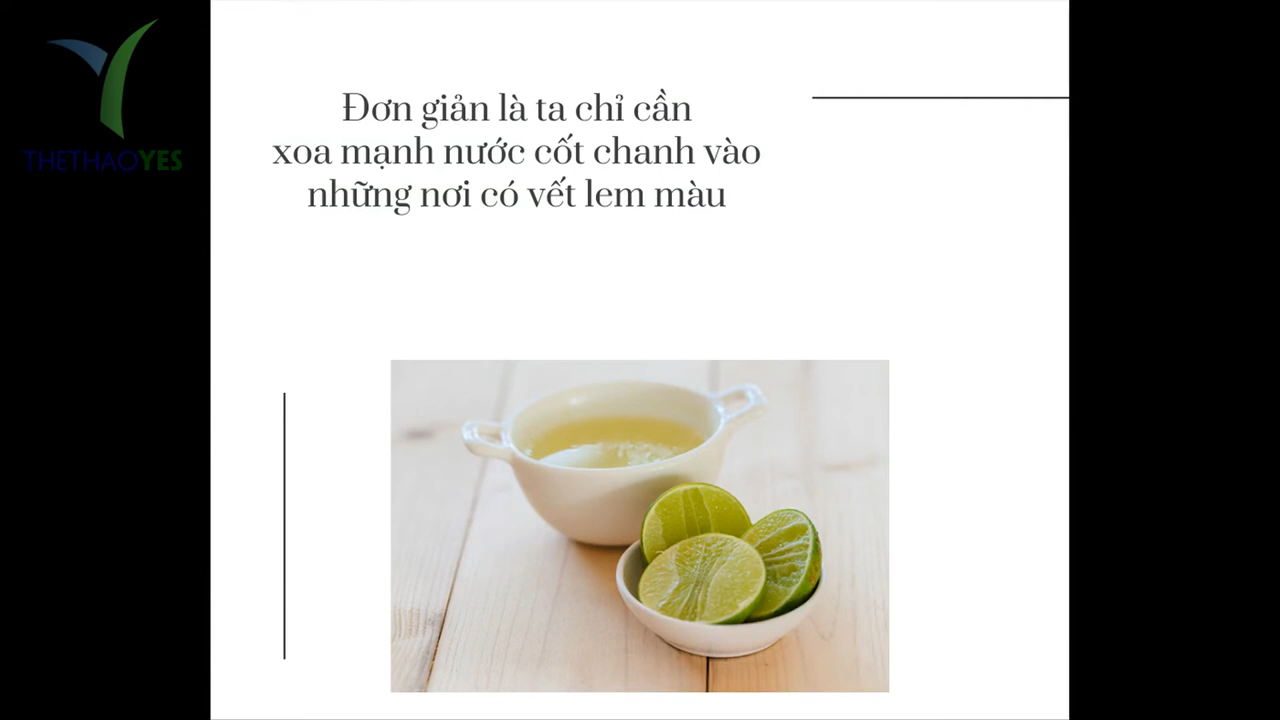 THETHAOYES
Đơn giản là ta chỉ cần
xoa mạnh nước cốt chanh vào
những nơi có vết lem màu